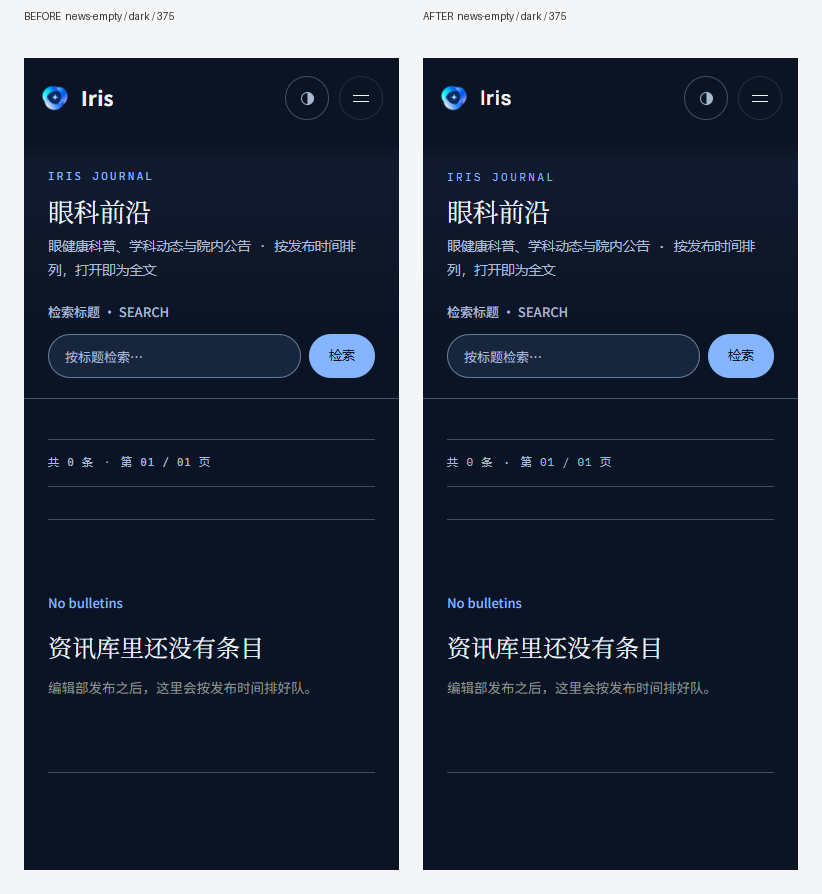 BEFORE news-empty / dark / 375
Iris
IRIS JOURNAL
眼科前沿
眼健康科普、学科动态与院内公告 · 按发布时间排
列，打开即为全文
检索标题 • SEARCH
按标题检索…
检索
共 0 条 · 第 01 / 01 页
No bulletins
资讯库里还没有条目
编辑部发布之后，这里会按发布时间排好队。
AFTER news-empty / dark / 375
Iris
IRIS JOURNAL
眼科前沿
眼健康科普、学科动态与院内公告 · 按发布时间排
列，打开即为全文
检索标题 • SEARCH
按标题检索…
检索
共 0 条 · 第 01 / 01 页
No bulletins
资讯库里还没有条目
编辑部发布之后，这里会按发布时间排好队。